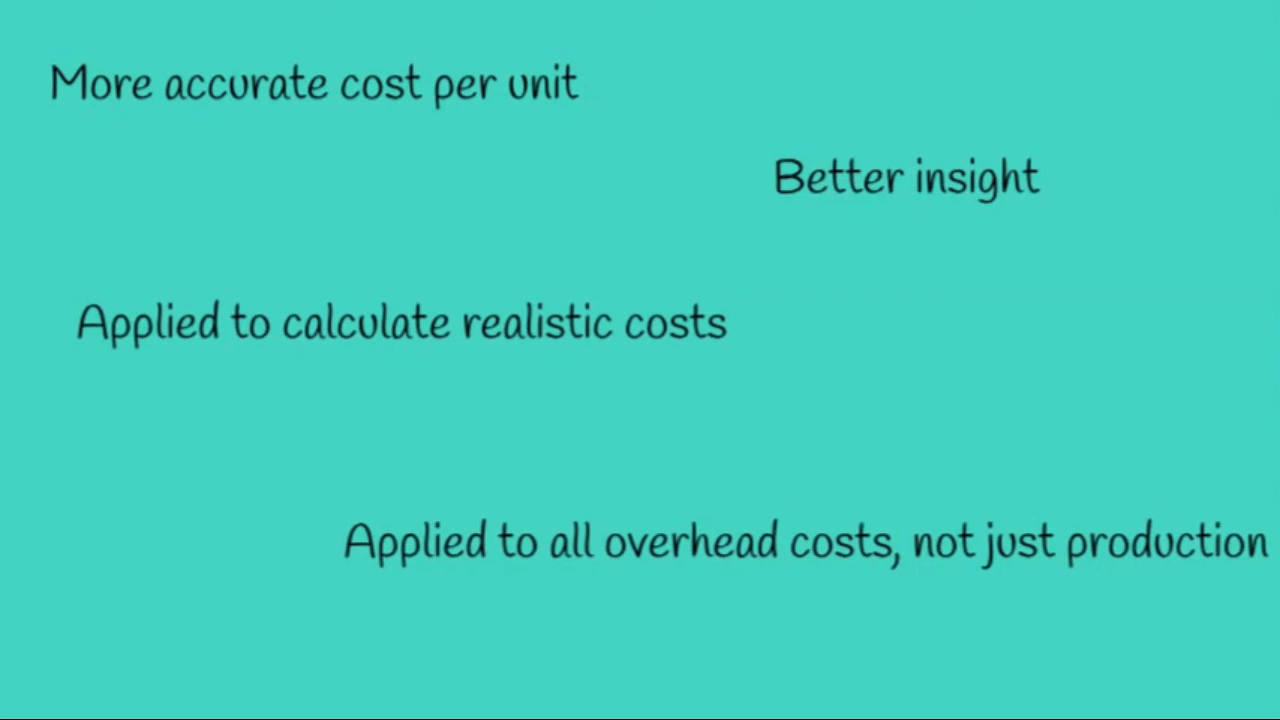 More accurate cost per unit
Better insight
Applied to calculate realistic costs
Applied to all overhead costs, not just production